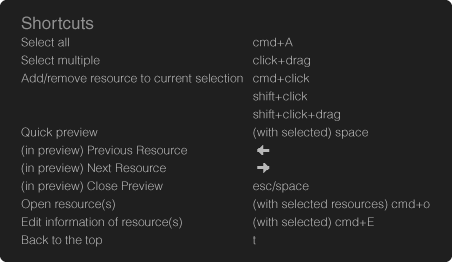 Shortcuts
Select all cmd+A
Select multiple click+drag
Add/remove resource to current selection cmd+click
shift+click
shift+click+drag
Quick preview (with selected) space
(in preview) Previous Resource ←
(in preview) Next Resource →
(in preview) Close Preview esc/space
Open resource(s) (with selected resources) cmd+o
Edit information of resource(s) (with selected) cmd+E
Back to the top t